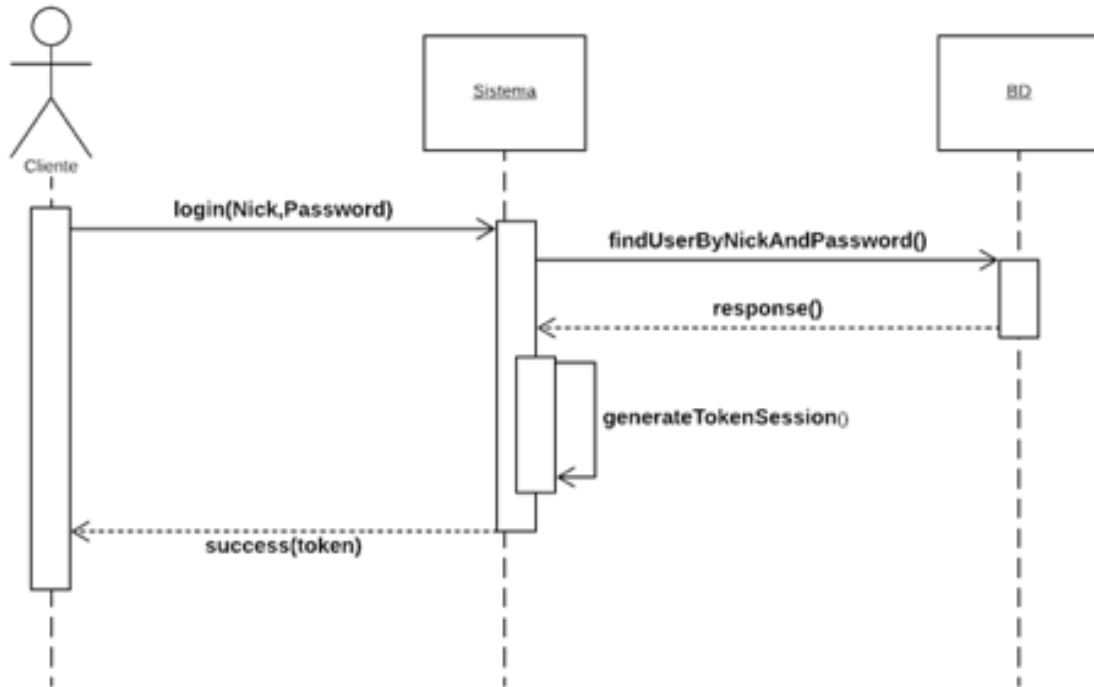 Sistema
BD
Cliente
login(Nick,Password)
findUserByNickAndPassword()
response()
generateTokenSession()
success(token)